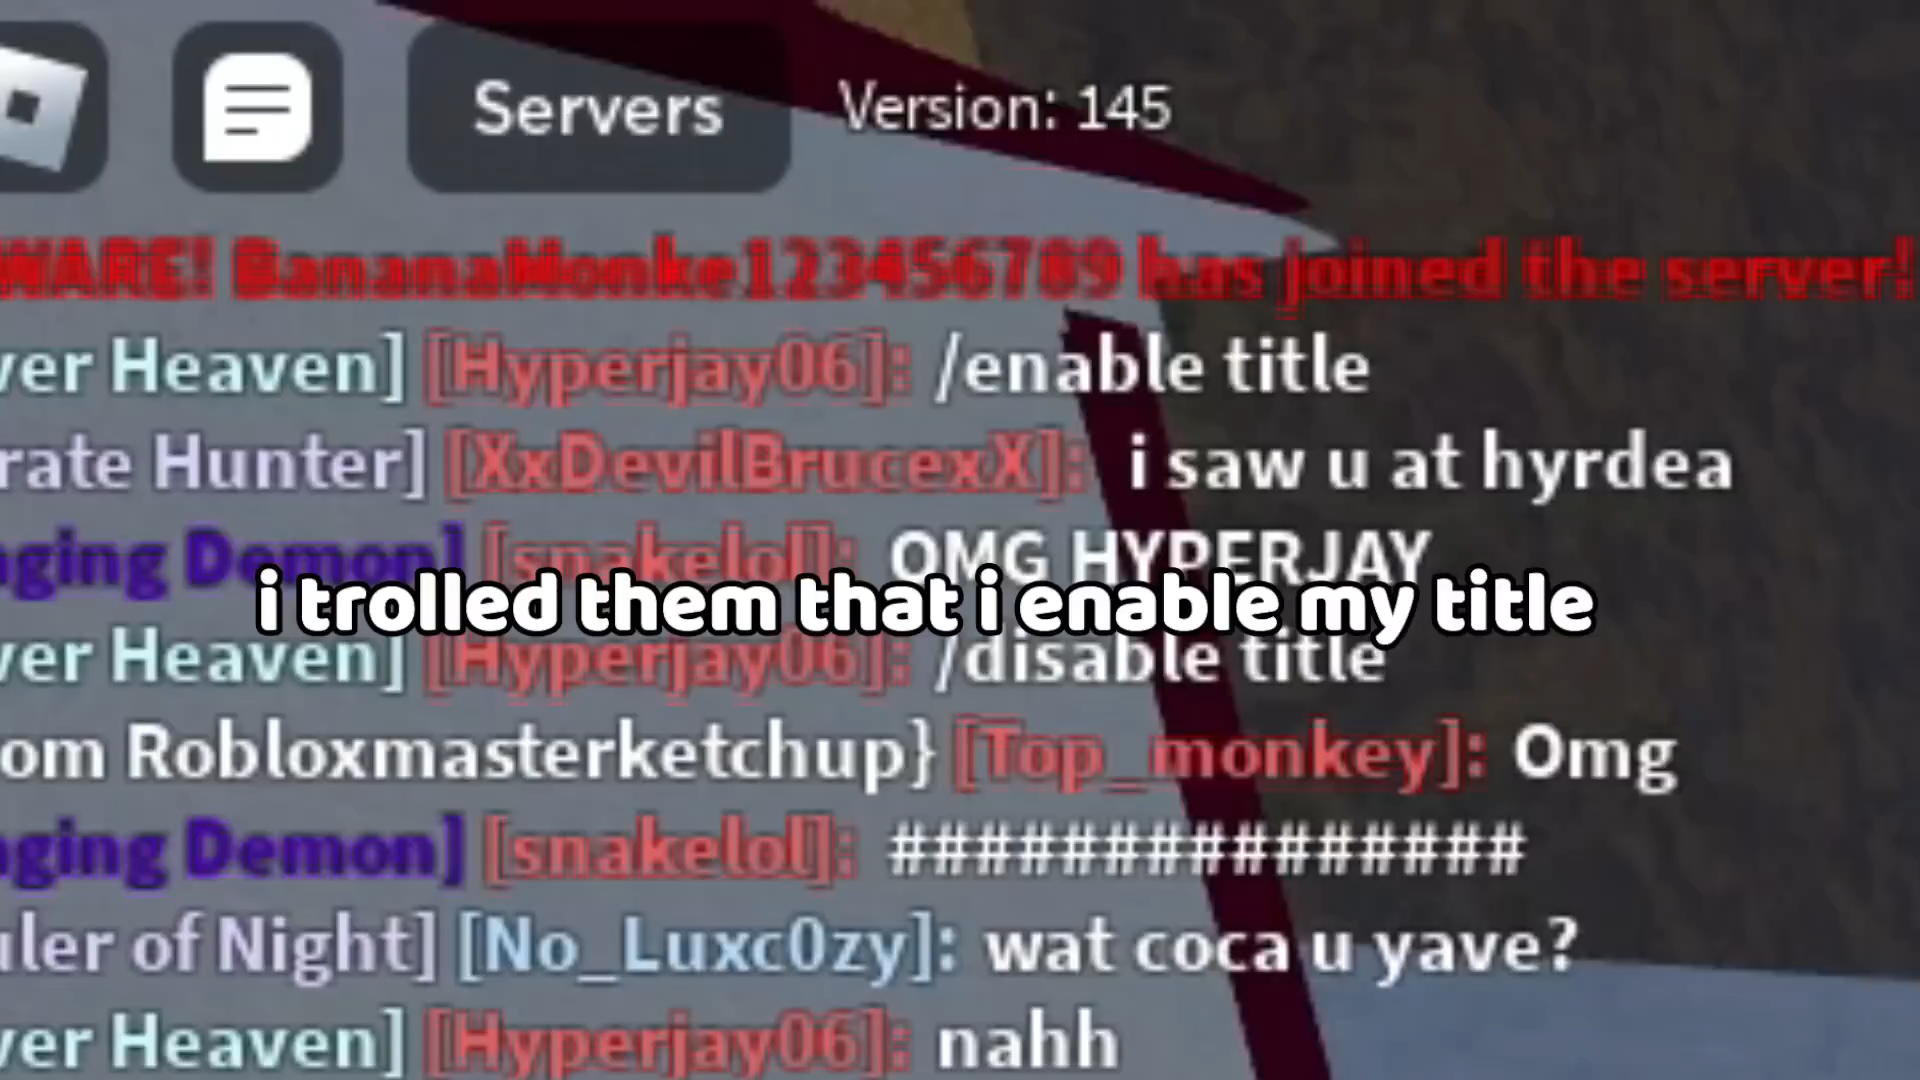 Servers
Version: 145
WARE! BananaMonke123456789 has joined the server!
ver Heaven] [Hyperjay06]: /enable title
rate Hunter] [XxDevilBrucexX]: i saw u at hyrdea
aging Demon] [snakelol]: OMG HYPERJAY
i trolled them that i enable my title
ver Heaven] [Hyperjay06]: /disable title
om Robloxmasterketchup} [Top_monkey]: Omg
aging Demon] [snakelol]: ################
uler of Night] [No_Luxc0zy]: wat coca u yave?
ver Heaven] [Hyperjay06]: nahh